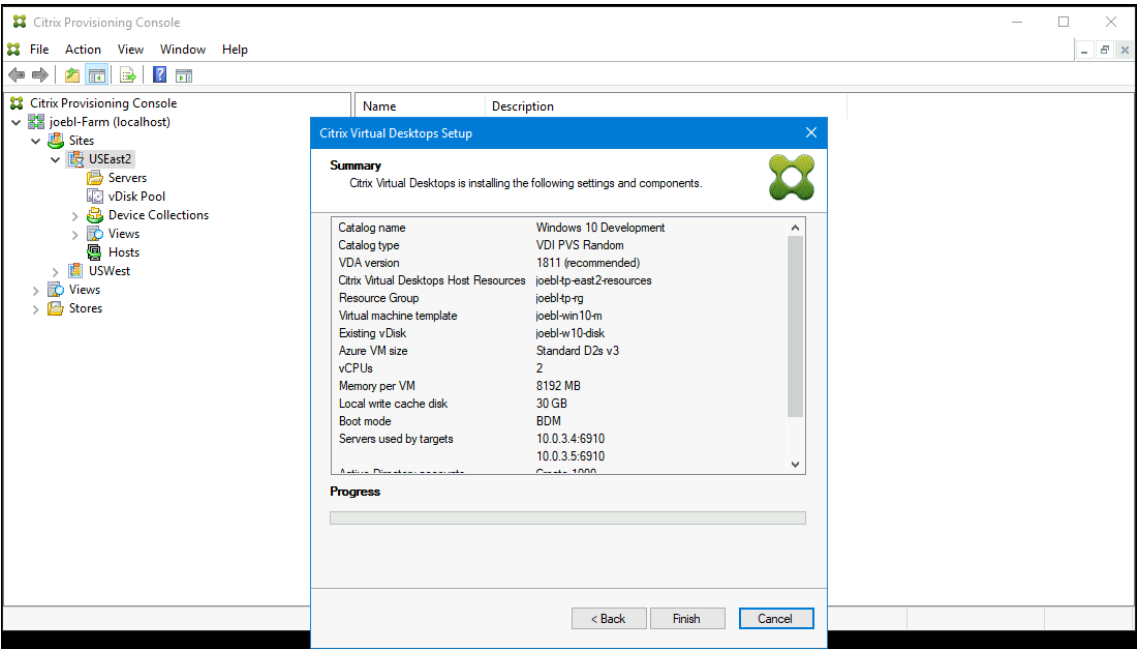 Citrix Provisioning Console
File Action View Window Help
Citrix Provisioning Console
joebl-Farm (localhost)
Sites
USEast2
Servers
vDisk Pool
Device Collections
Views
Hosts
USWest
Views
Stores
Name Description
Citrix Virtual Desktops Setup
Summary
Citrix Virtual Desktops is installing the following settings and components.
Catalog name Windows 10 Development
Catalog type VDI PVS Random
VDA version 1811 (recommended)
Citrix Virtual Desktops Host Resources joebl-tp-east2-resources
Resource Group joebl-tp-rg
Virtual machine template joebl-win10-m
Existing vDisk joebl-w10-disk
Azure VM size Standard D2s v3
vCPUs 2
Memory per VM 8192 MB
Local write cache disk 30 GB
Boot mode BDM
Servers used by targets 10.0.3.4:6910
10.0.3.5:6910
Active Directory accounts Create 1000
Progress
< Back Finish Cancel